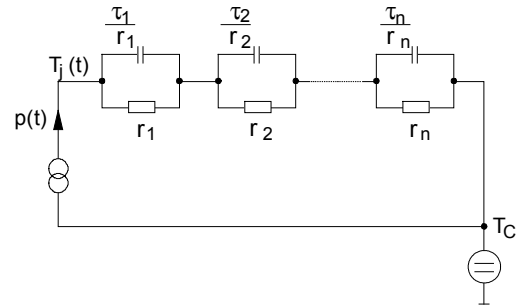 τ1/r1 τ2/r2 τn/rn
Tj(t)
r1 r2 rn
p(t)
TC